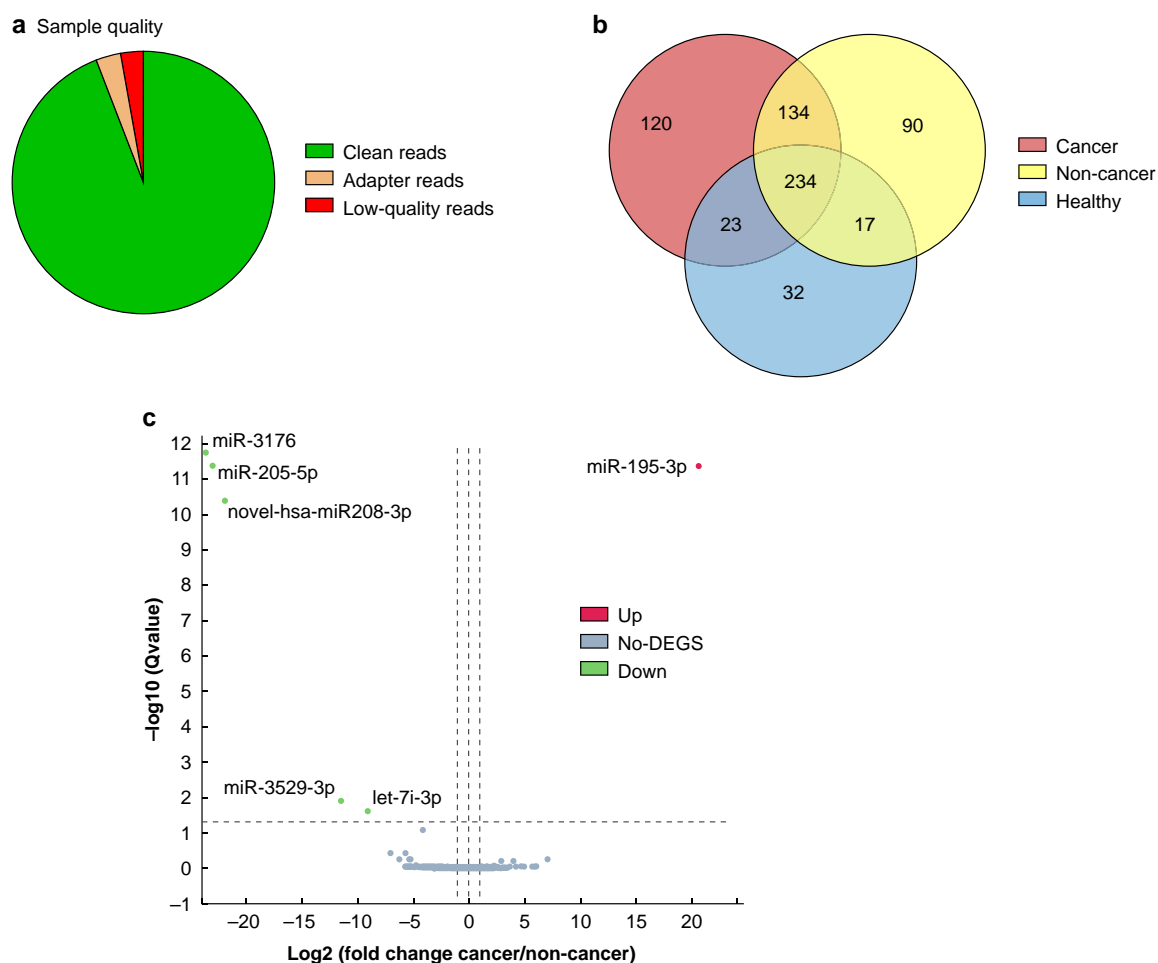 a Sample quality
Clean reads
Adapter reads
Low-quality reads
b
120
134
90
234
23
17
32
Cancer
Non-cancer
Healthy
c
12
11
10
9
8
7
6
5
4
3
2
1
0
–1
–log10 (Qvalue)
miR-3176
miR-205-5p
novel-hsa-miR208-3p
miR-195-3p
Up
No-DEGS
Down
miR-3529-3p
let-7i-3p
–20 –15 –10 –5 0 5 10 15 20
Log2 (fold change cancer/non-cancer)